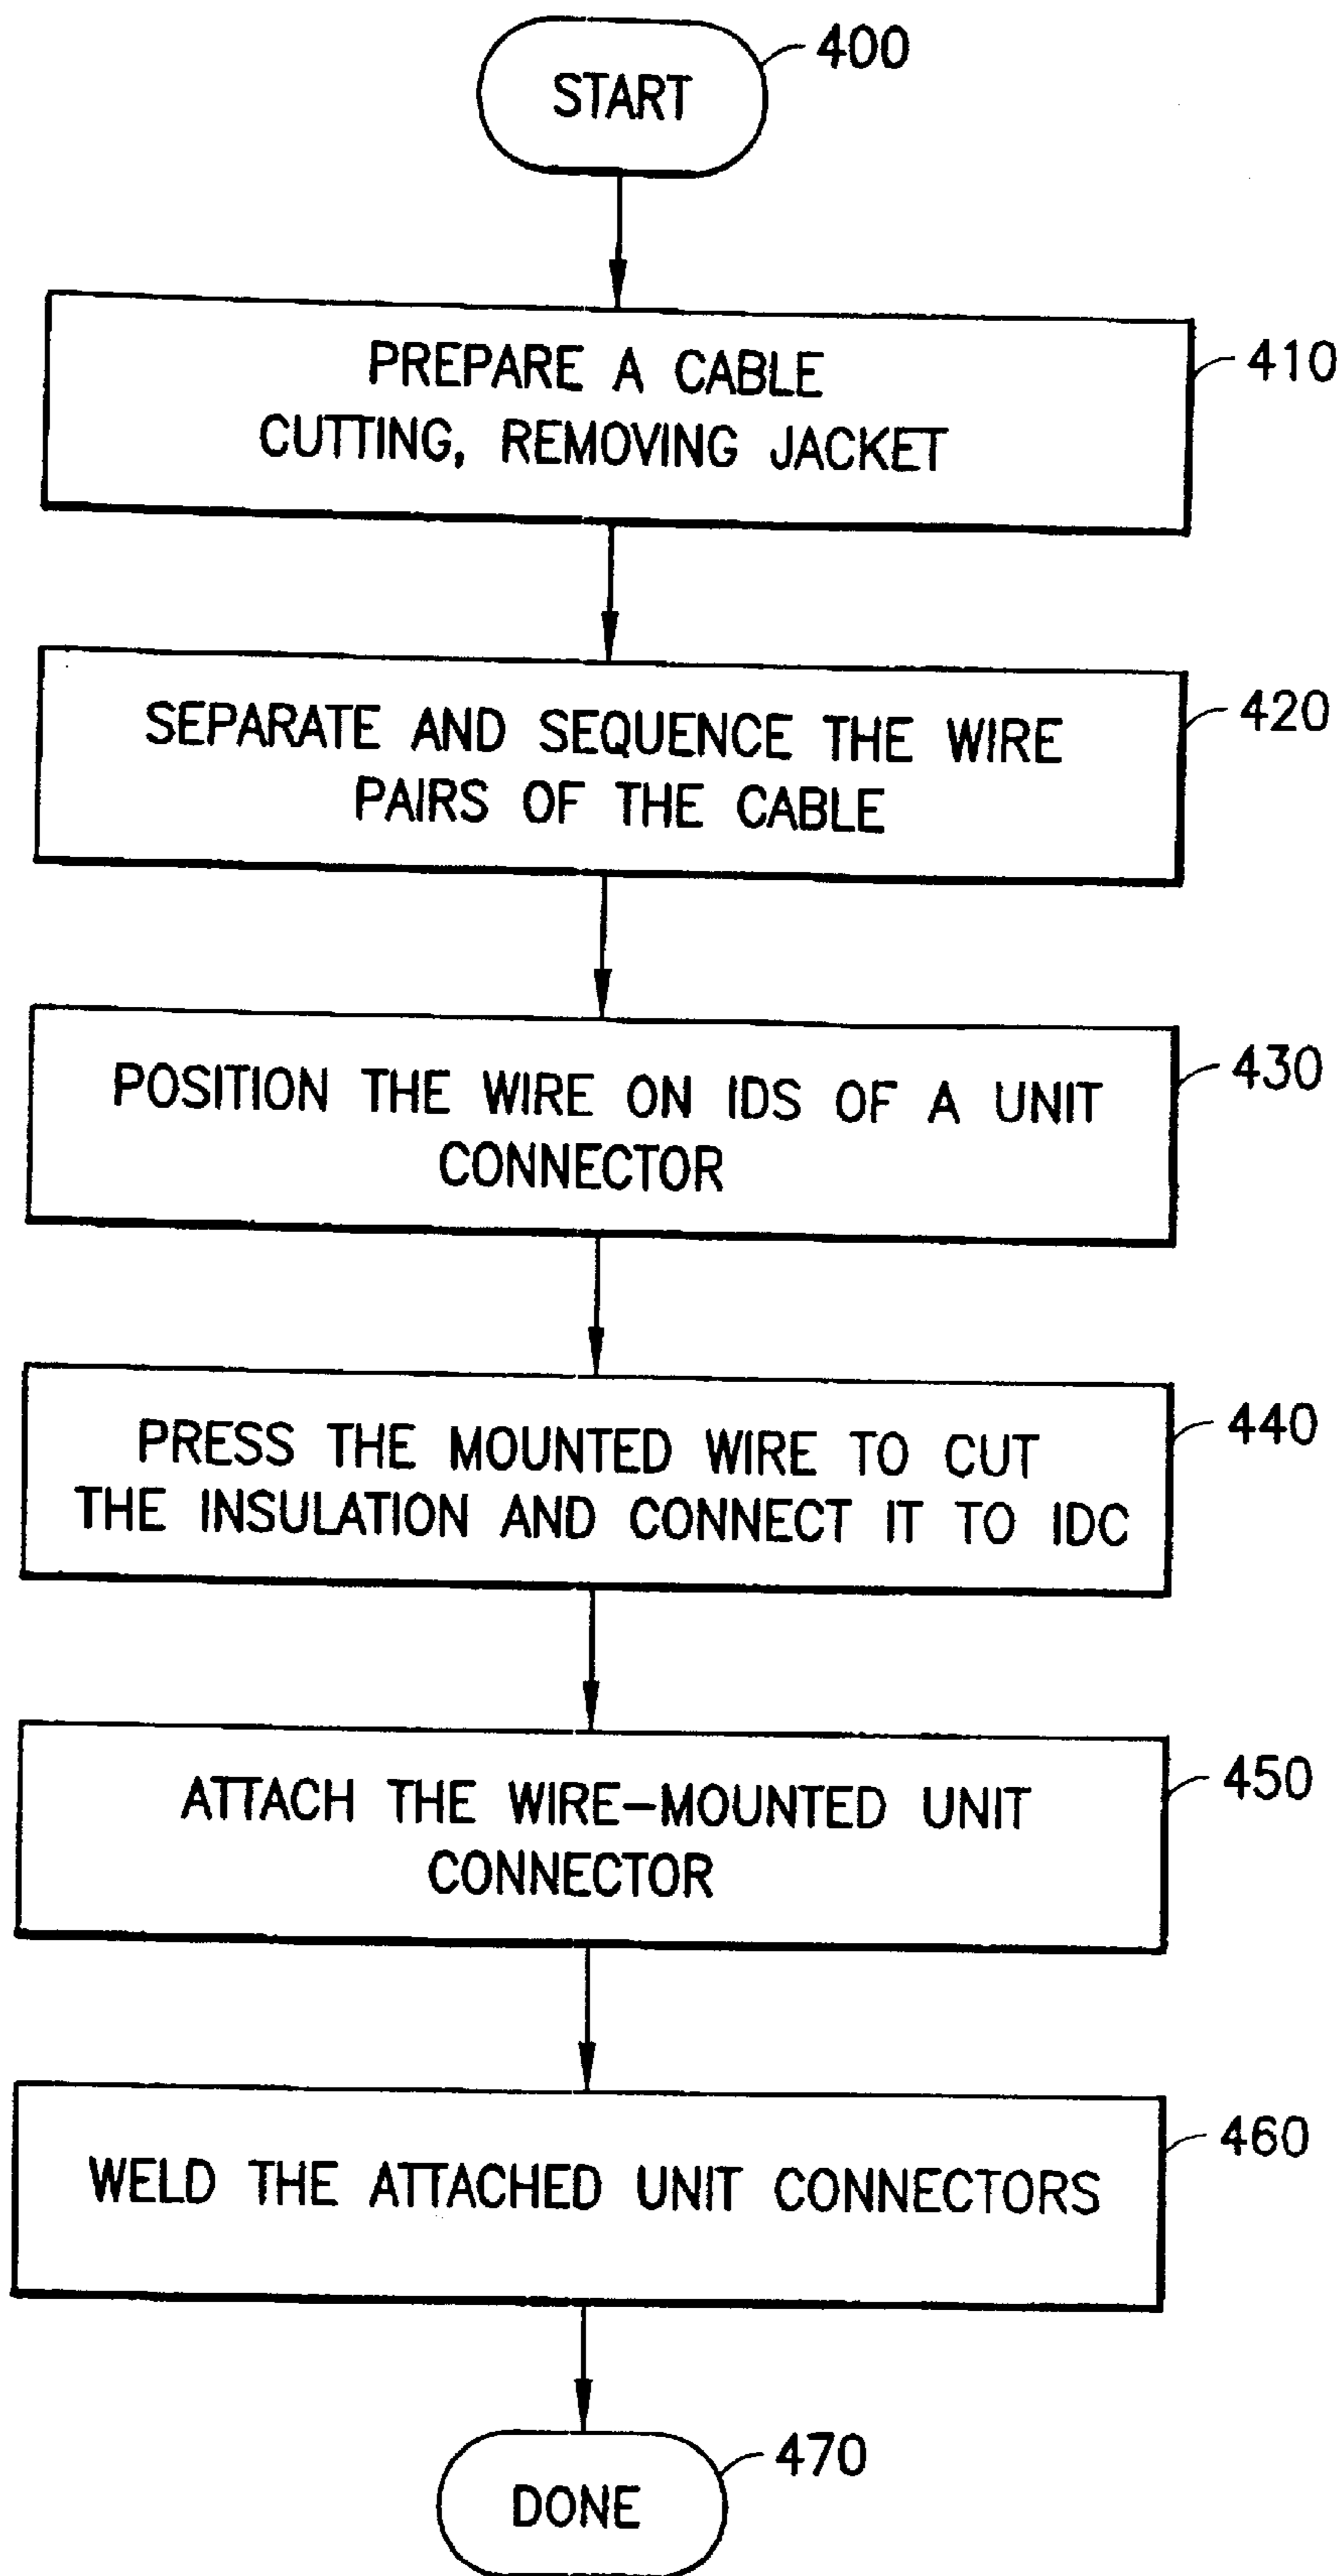 START
400
PREPARE A CABLE
CUTTING, REMOVING JACKET
410
SEPARATE AND SEQUENCE THE WIRE
PAIRS OF THE CABLE
420
POSITION THE WIRE ON IDS OF A UNIT
CONNECTOR
430
PRESS THE MOUNTED WIRE TO CUT
THE INSULATION AND CONNECT IT TO IDC
440
ATTACH THE WIRE-MOUNTED UNIT
CONNECTOR
450
WELD THE ATTACHED UNIT CONNECTORS
460
DONE
470